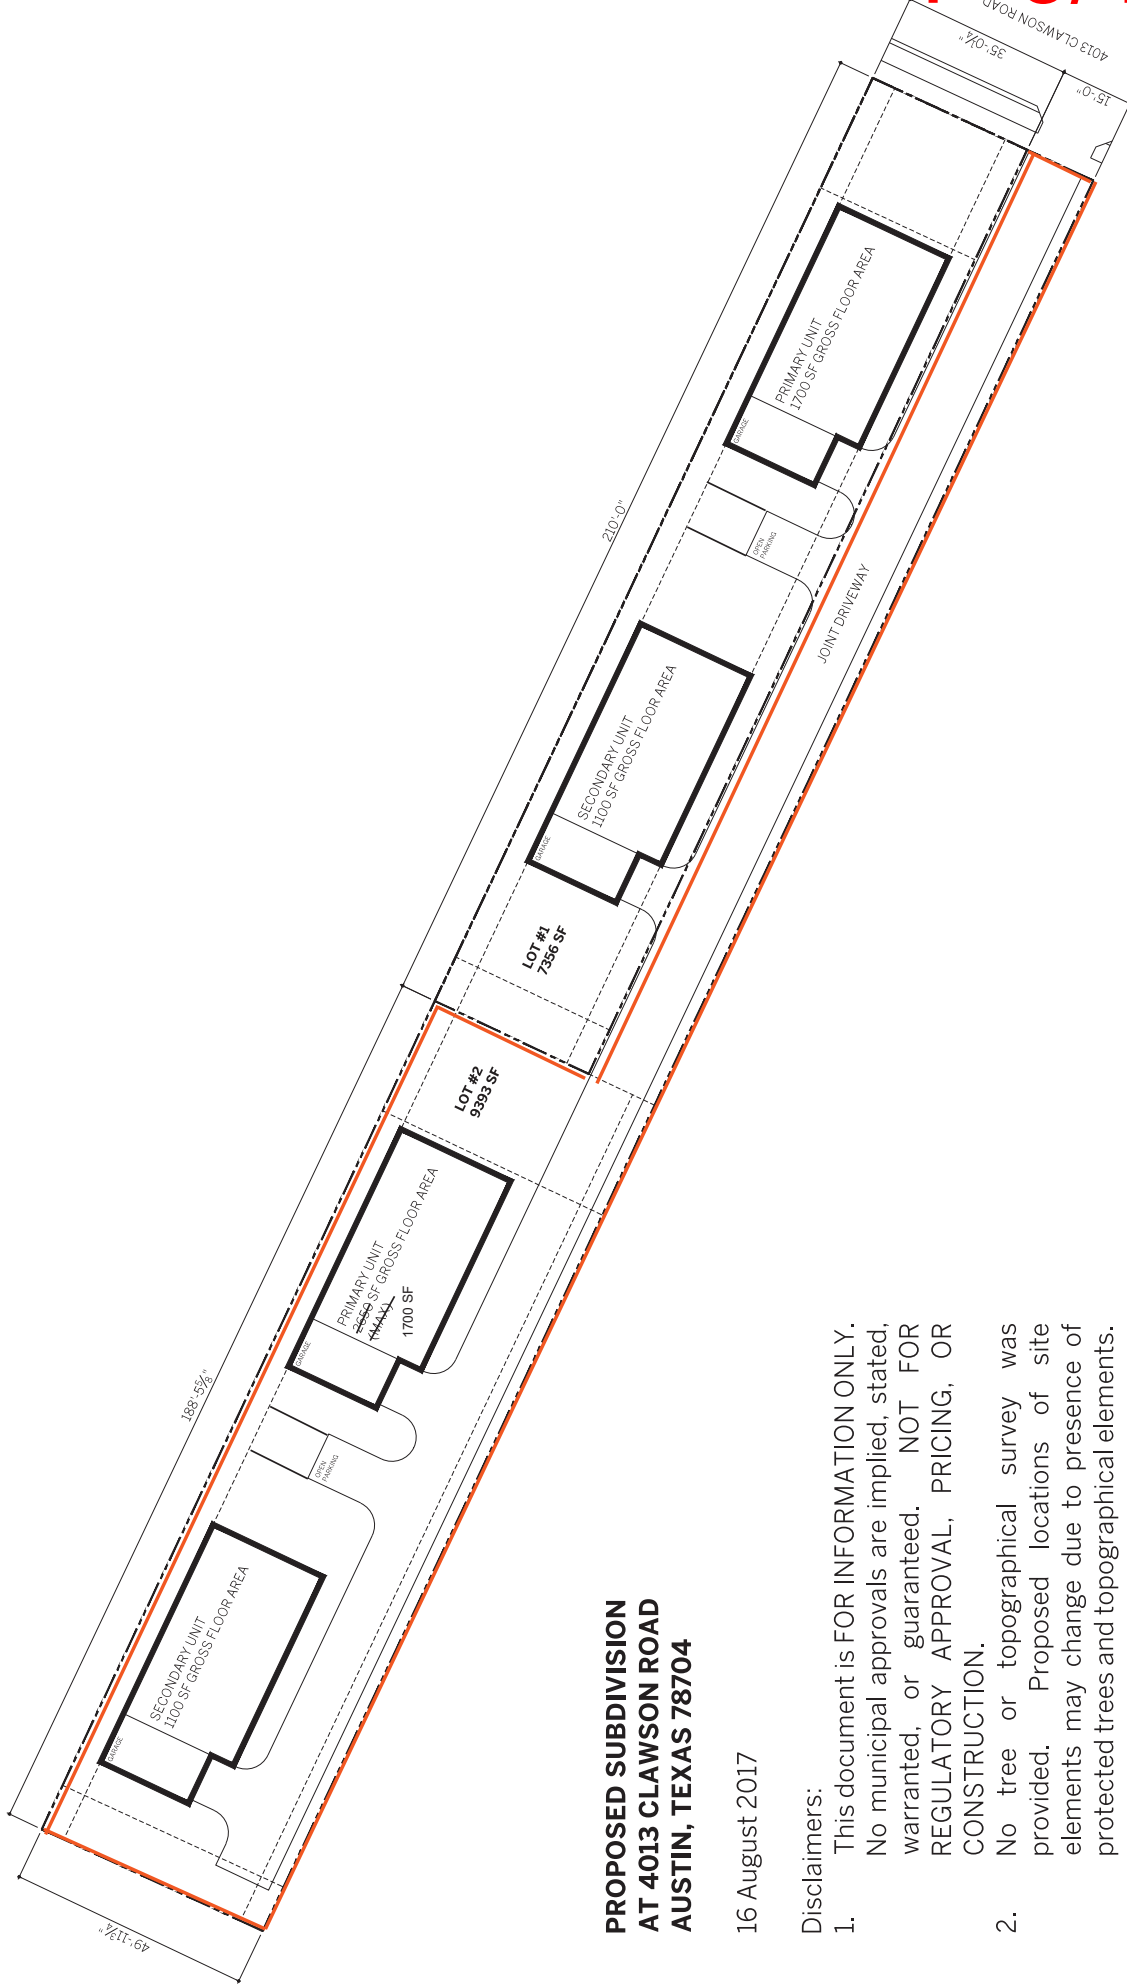 4013 CLAWSON ROAD
35'-0¼"
15'-0"
PRIMARY UNIT
1700 SF GROSS FLOOR AREA
GARAGE
OPEN
PARKING
210'-0"
JOINT DRIVEWAY
SECONDARY UNIT
1100 SF GROSS FLOOR AREA
GARAGE
LOT #1
7356 SF
LOT #2
9393 SF
PRIMARY UNIT
2650 SF GROSS FLOOR AREA
(MAX)
1700 SF
GARAGE
188'-5⅝"
OPEN
PARKING
SECONDARY UNIT
1100 SF GROSS FLOOR AREA
GARAGE
49'-11¾"
PROPOSED SUBDIVISION
AT 4013 CLAWSON ROAD
AUSTIN, TEXAS 78704
16 August 2017
Disclaimers:
1. This document is FOR INFORMATION ONLY.
No municipal approvals are implied, stated,
warranted, or guaranteed. NOT FOR
REGULATORY APPROVAL, PRICING, OR
CONSTRUCTION.
2. No tree or topographical survey was
provided. Proposed locations of site
elements may change due to presence of
protected trees and topographical elements.